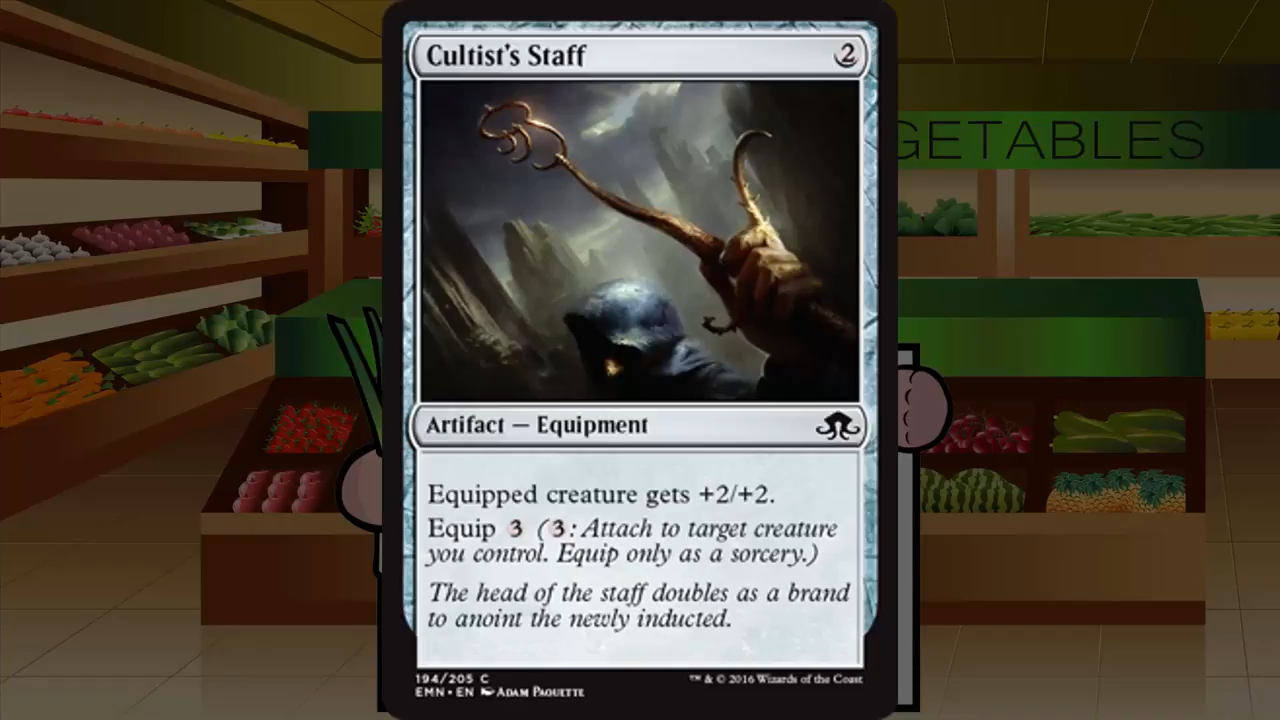 Cultist's Staff 2
GETABLES
Artifact — Equipment
Equipped creature gets +2/+2.
Equip 3 (3: Attach to target creature
you control. Equip only as a sorcery.)
The head of the staff doubles as a brand
to anoint the newly inducted.
194/205 C
™ & © 2016 Wizards of the Coast
EMN • EN Adam Paquette